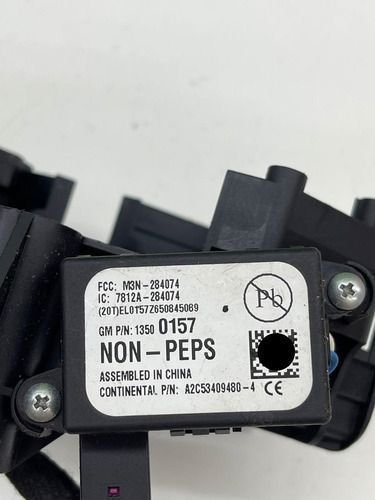 FCC: M3N-284074
IC: 7812A-284074
(20T)EL0157Z6508450B9
GM P/N: 1350 0157
NON-PEPS
ASSEMBLED IN CHINA
CONTINENTAL P/N: A2C53409480-4 CE
Pb